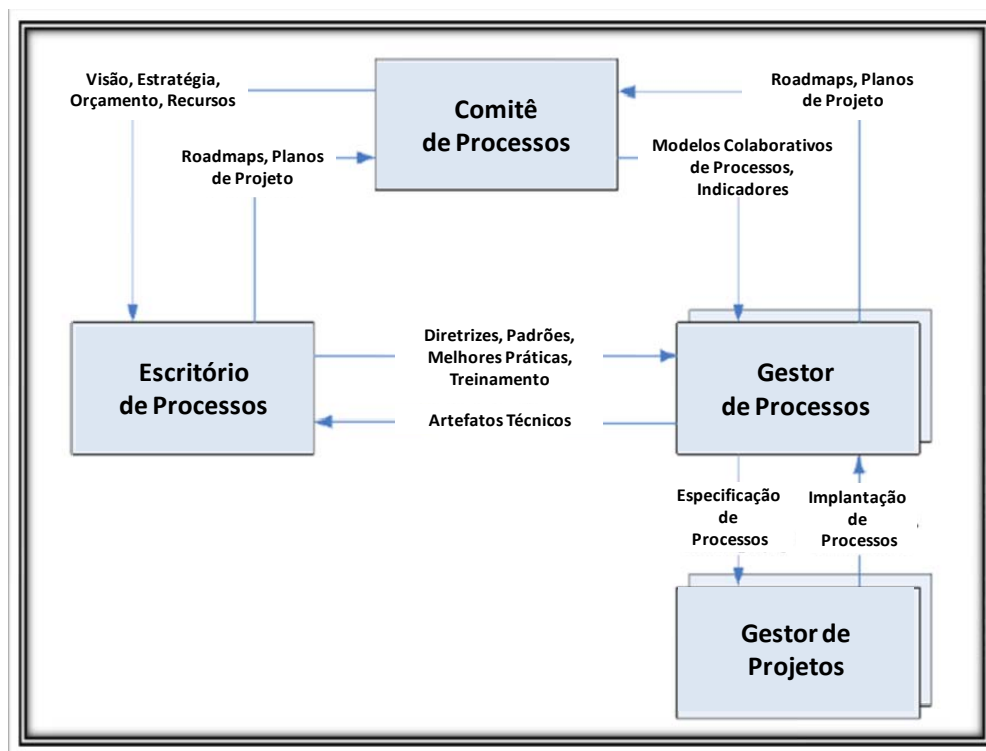 Visão, Estratégia,
Orçamento, Recursos
Comitê
de Processos
Roadmaps, Planos
de Projeto
Roadmaps, Planos
de Projeto
Modelos Colaborativos
de Processos,
Indicadores
Escritório
de Processos
Diretrizes, Padrões,
Melhores Práticas,
Treinamento
Artefatos Técnicos
Gestor
de Processos
Especificação
de
Processos
Implantação
de
Processos
Gestor de
Projetos